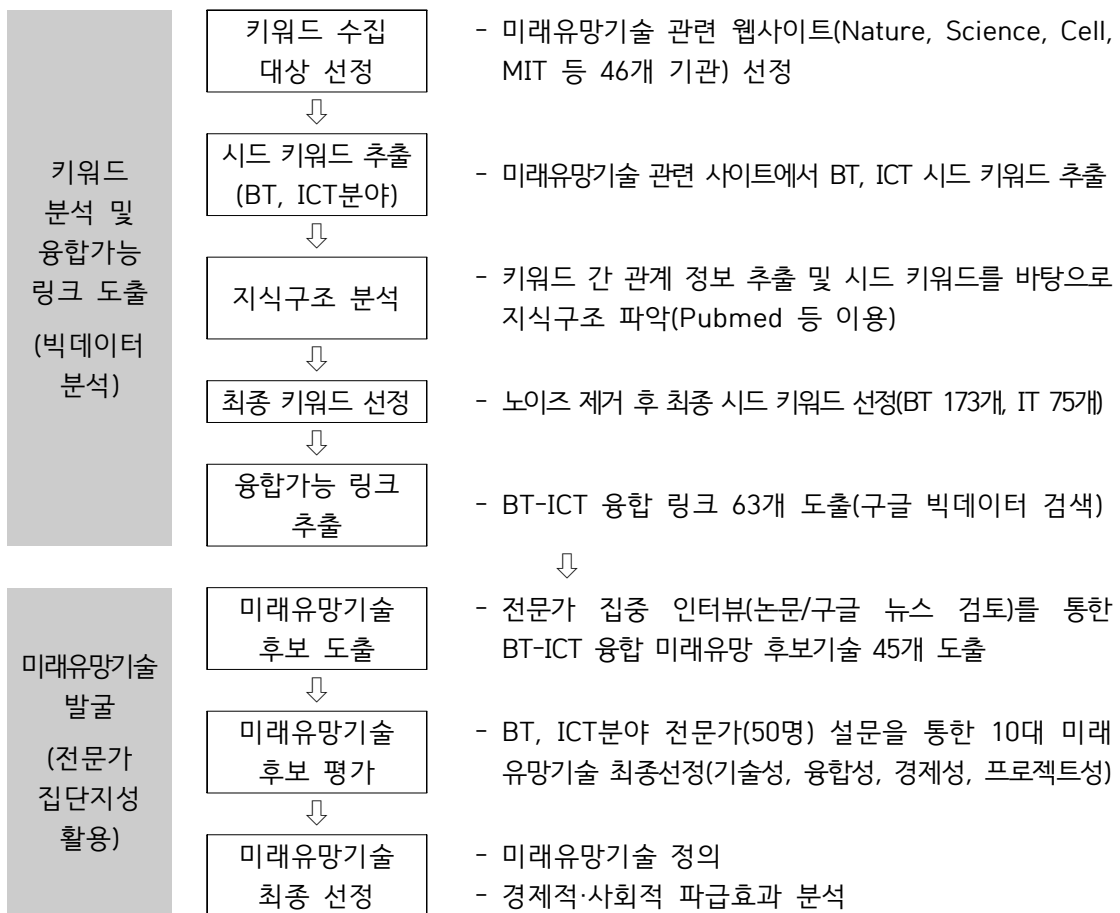 키워드
분석 및
융합가능
링크 도출
(빅데이터
분석)
키워드 수집
대상 선정
- 미래유망기술 관련 웹사이트(Nature, Science, Cell,
MIT 등 46개 기관) 선정
⇩
시드 키워드 추출
(BT, ICT분야)
- 미래유망기술 관련 사이트에서 BT, ICT 시드 키워드 추출
⇩
지식구조 분석
- 키워드 간 관계 정보 추출 및 시드 키워드를 바탕으로
지식구조 파악(Pubmed 등 이용)
⇩
최종 키워드 선정
- 노이즈 제거 후 최종 시드 키워드 선정(BT 173개, IT 75개)
⇩
융합가능 링크
추출
- BT-ICT 융합 링크 63개 도출(구글 빅데이터 검색)
⇩
미래유망기술
발굴
(전문가
집단지성
활용)
미래유망기술
후보 도출
- 전문가 집중 인터뷰(논문/구글 뉴스 검토)를 통한
BT-ICT 융합 미래유망 후보기술 45개 도출
⇩
미래유망기술
후보 평가
- BT, ICT분야 전문가(50명) 설문을 통한 10대 미래
유망기술 최종선정(기술성, 융합성, 경제성, 프로젝트성)
⇩
미래유망기술
최종 선정
- 미래유망기술 정의
- 경제적·사회적 파급효과 분석